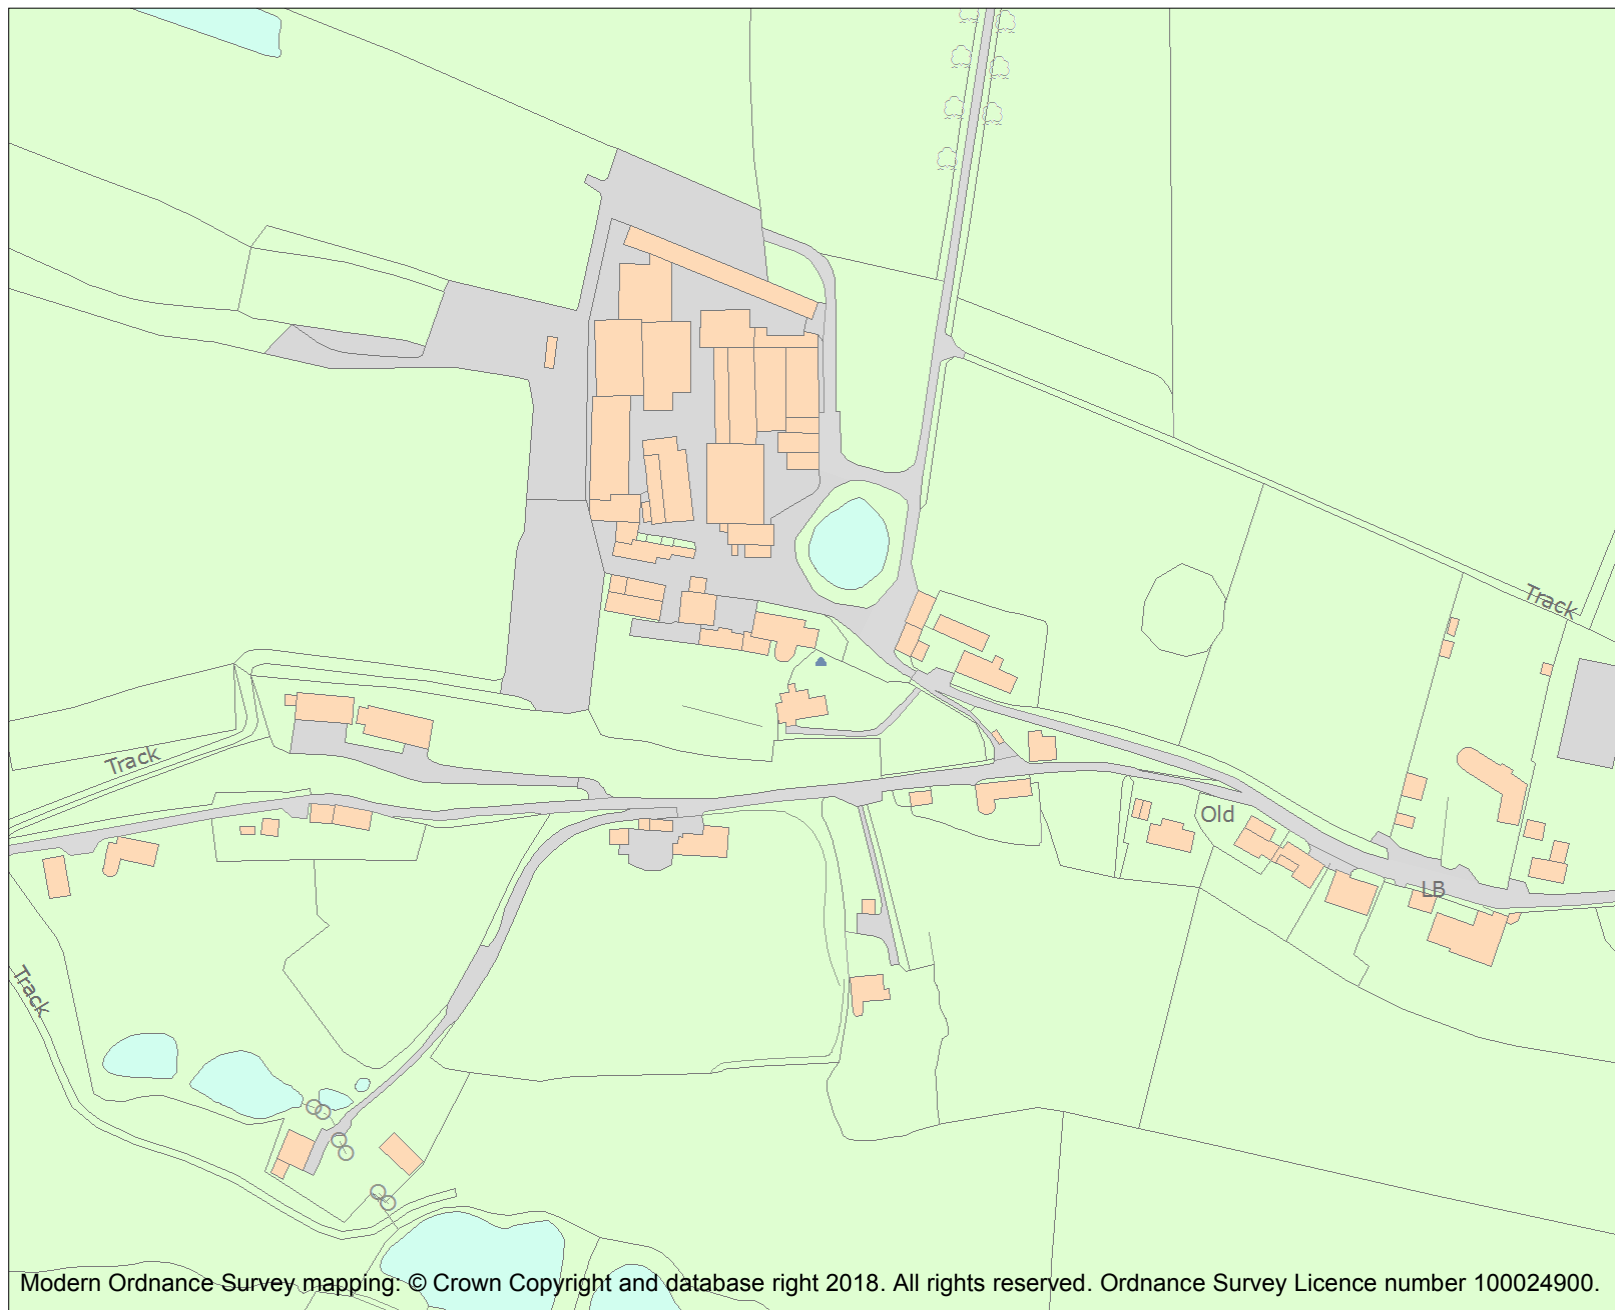 Track
Track
Old
LB
Track
Modern Ordnance Survey mapping: © Crown Copyright and database right 2018. All rights reserved. Ordnance Survey Licence number 100024900.